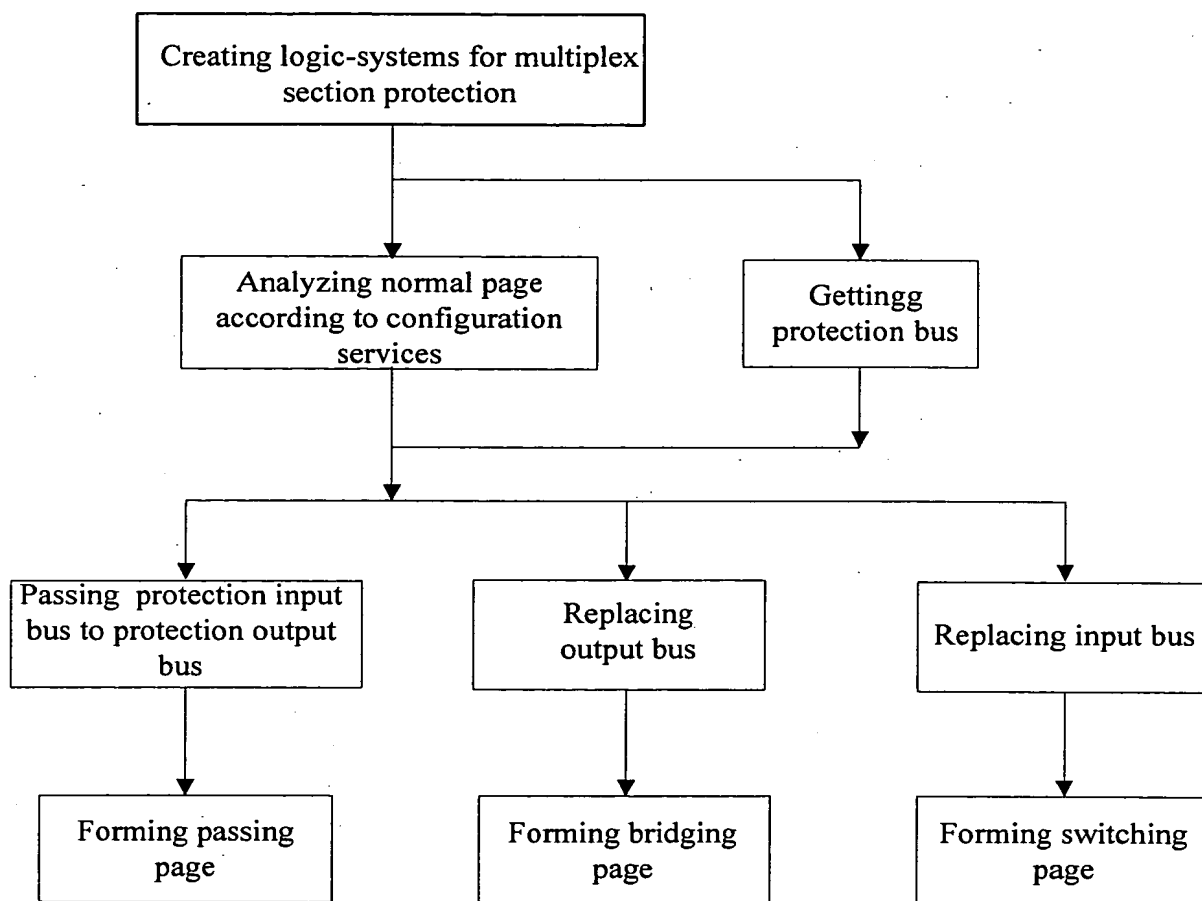 Creating logic-systems for multiplex
section protection
Analyzing normal page
according to configuration
services
Gettingg
protection bus
Passing protection input
bus to protection output
bus
Replacing
output bus
Replacing input bus
Forming passing
page
Forming bridging
page
Forming switching
page